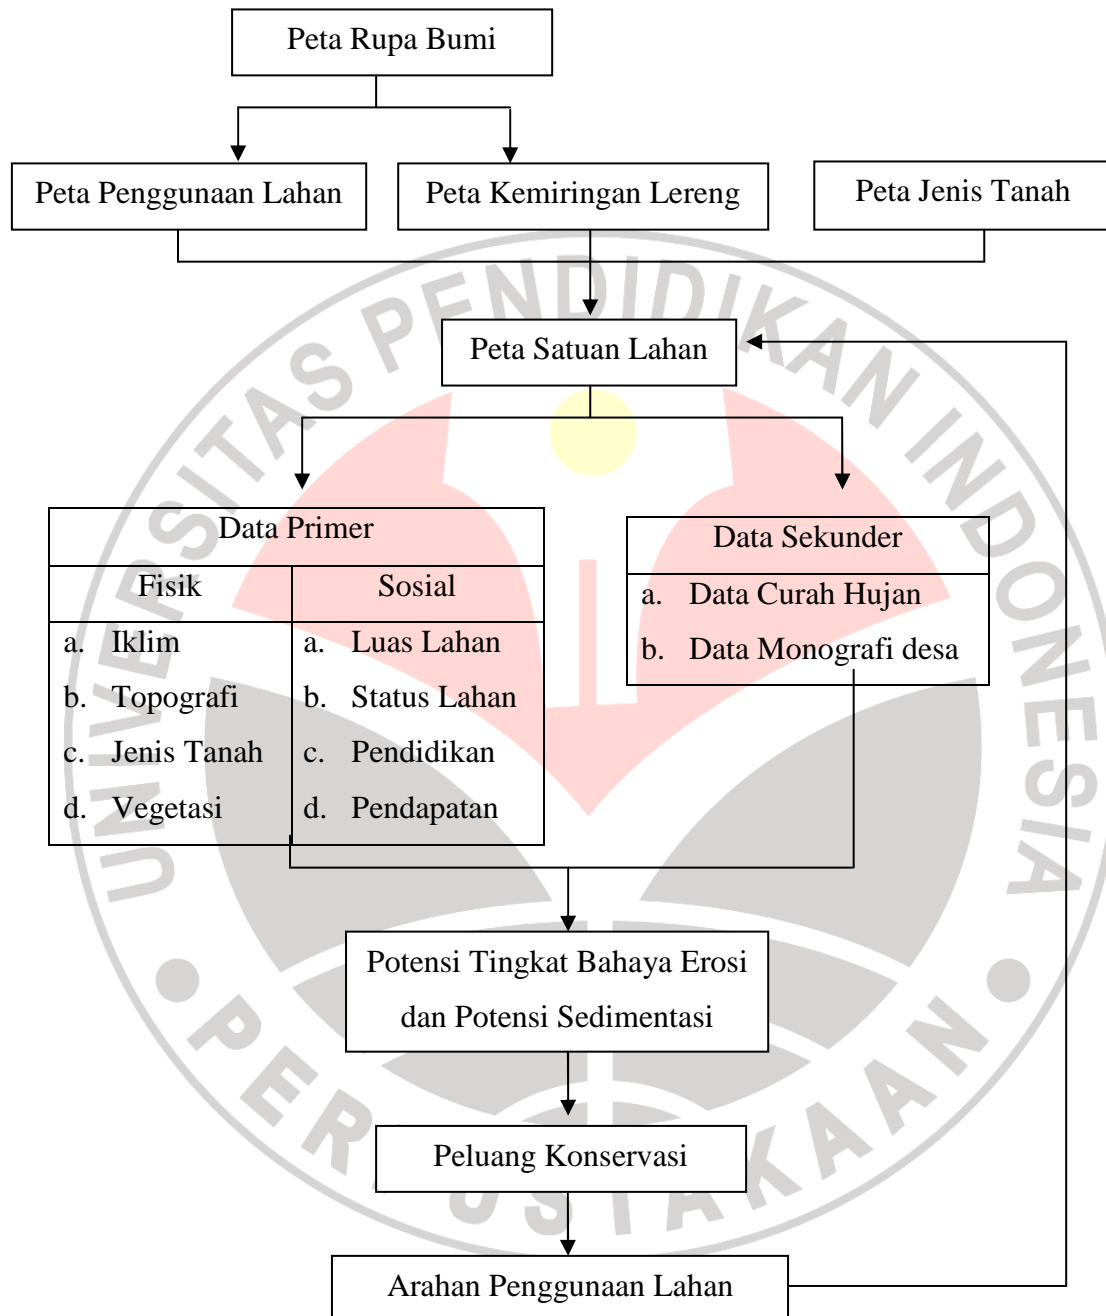 Peta Rupa Bumi
Peta Penggunaan Lahan
Peta Kemiringan Lereng
Peta Jenis Tanah
Peta Satuan Lahan
Data Primer
Fisik
a. Iklim
b. Topografi
c. Jenis Tanah
d. Vegetasi
Sosial
a. Luas Lahan
b. Status Lahan
c. Pendidikan
d. Pendapatan
Data Sekunder
a. Data Curah Hujan
b. Data Monografi desa
Potensi Tingkat Bahaya Erosi
dan Potensi Sedimentasi
Peluang Konservasi
Arahan Penggunaan Lahan
UNIVERSITAS PENDIDIKAN INDONESIA
PERPUSTAKAAN